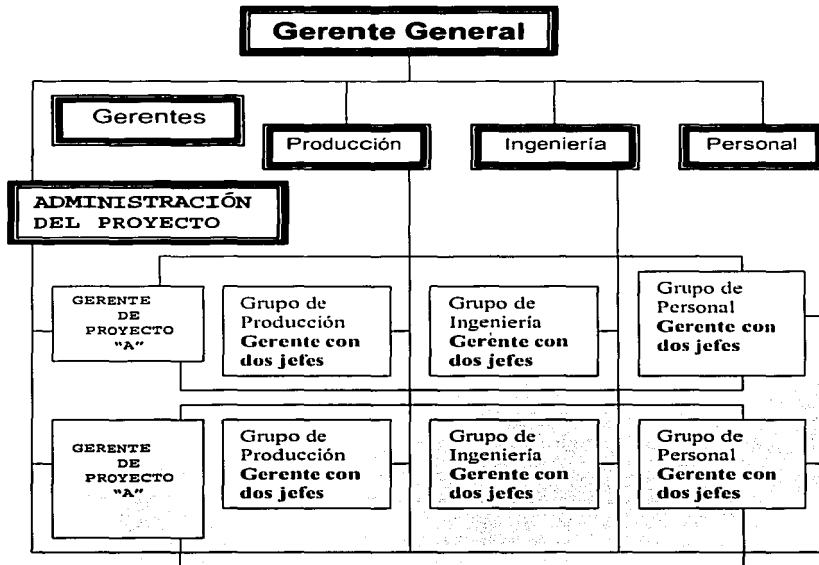 Gerente General
Gerentes
Producción
Ingeniería
Personal
ADMINISTRACIÓN
DEL PROYECTO
GERENTE
DE
PROYECTO
"A"
Grupo de
Producción
Gerente con
dos jefes
Grupo de
Ingeniería
Gerente con
dos jefes
Grupo de
Personal
Gerente con
dos jefes
GERENTE
DE
PROYECTO
"A"
Grupo de
Producción
Gerente con
dos jefes
Grupo de
Ingeniería
Gerente con
dos jefes
Grupo de
Personal
Gerente con
dos jefes